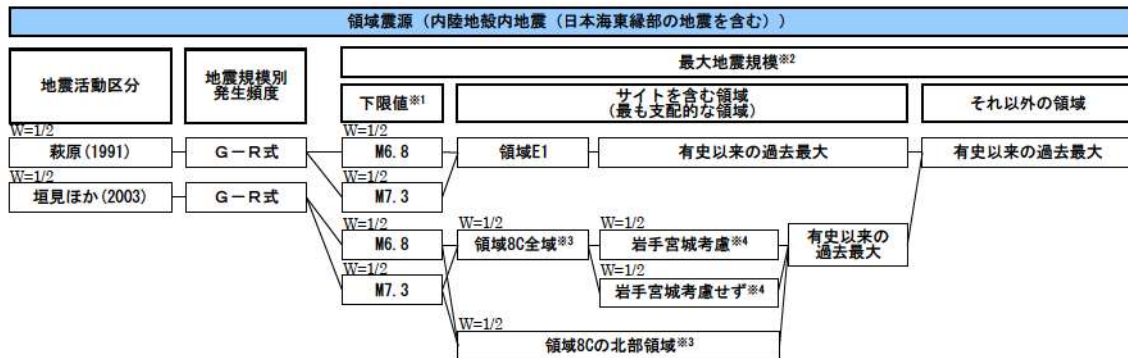 領域震源（内陸地殻内地震（日本海東縁部の地震を含む））
地震活動区分
地震規模別
発生頻度
最大地震規模※2
下限値※1
サイトを含む領域
(最も支配的な領域)
それ以外の領域
W=1/2
萩原(1991)
G－R式
W=1/2
M6.8
領域E1
有史以来の過去最大
有史以来の過去最大
W=1/2
M7.3
W=1/2
垣見ほか(2003)
G－R式
W=1/2
M6.8
W=1/2
領域8C全域※3
W=1/2
岩手宮城考慮※4
有史以来の
過去最大
W=1/2
M7.3
W=1/2
岩手宮城考慮せず※4
W=1/2
領域8Cの北部領域※3